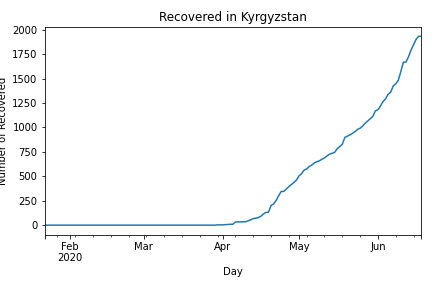 Recovered in Kyrgyzstan
Number of Recovered
2000
1750
1500
1250
1000
750
500
250
0
Feb
2020
Mar
Apr
May
Jun
Day